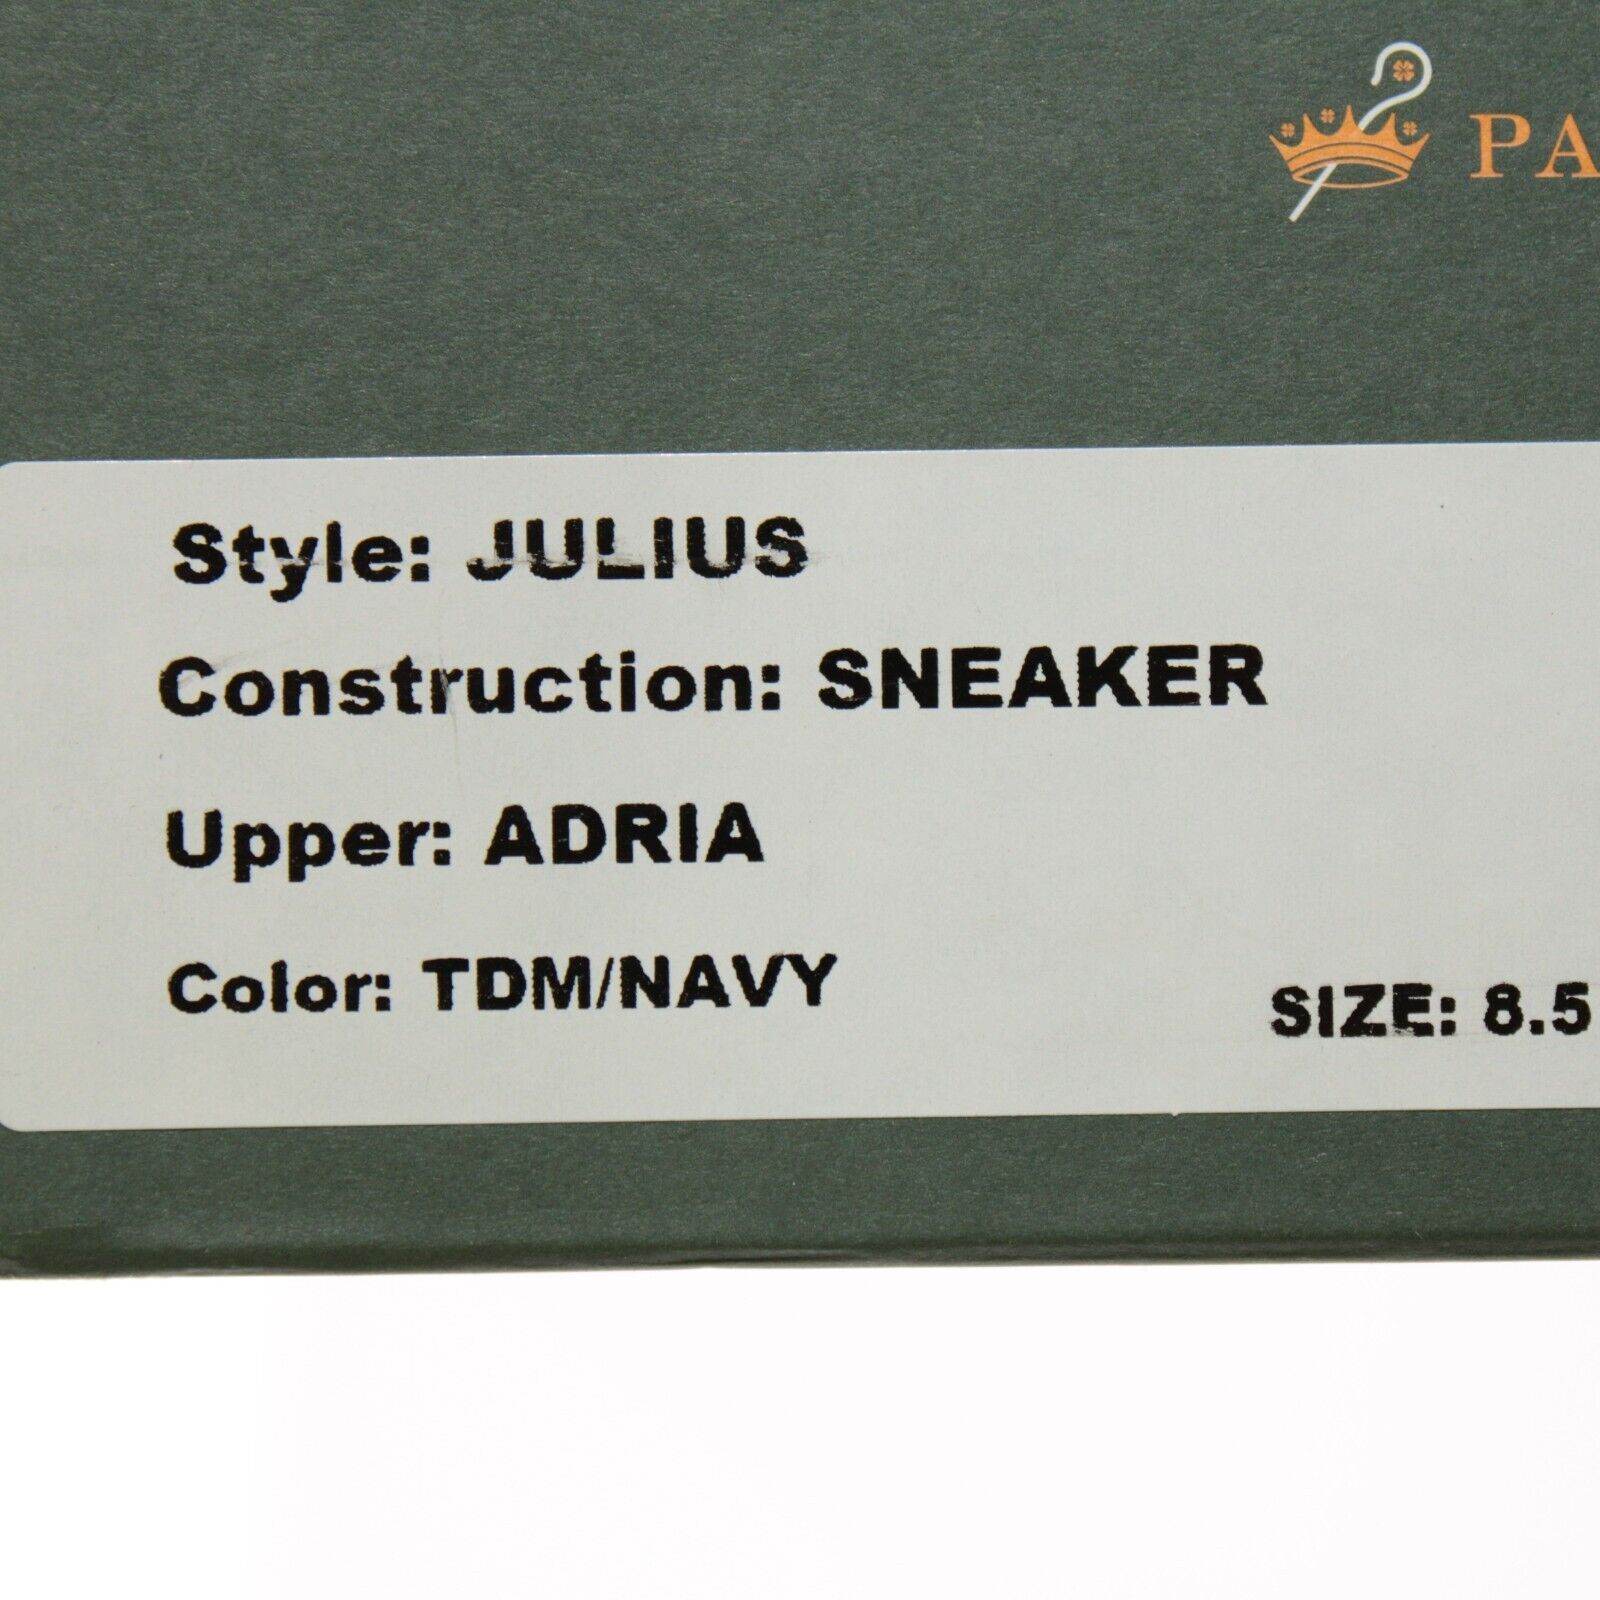 PA
Style: JULIUS
Construction: SNEAKER
Upper: ADRIA
Color: TDM/NAVY
SIZE: 8.5